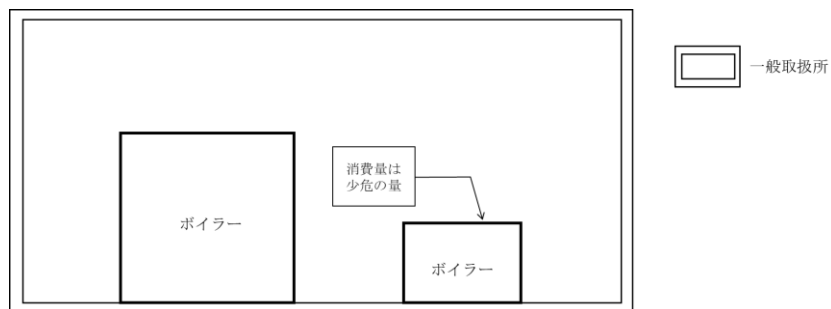 一般取扱所
消費量は
少危の量
ボイラー
ボイラー